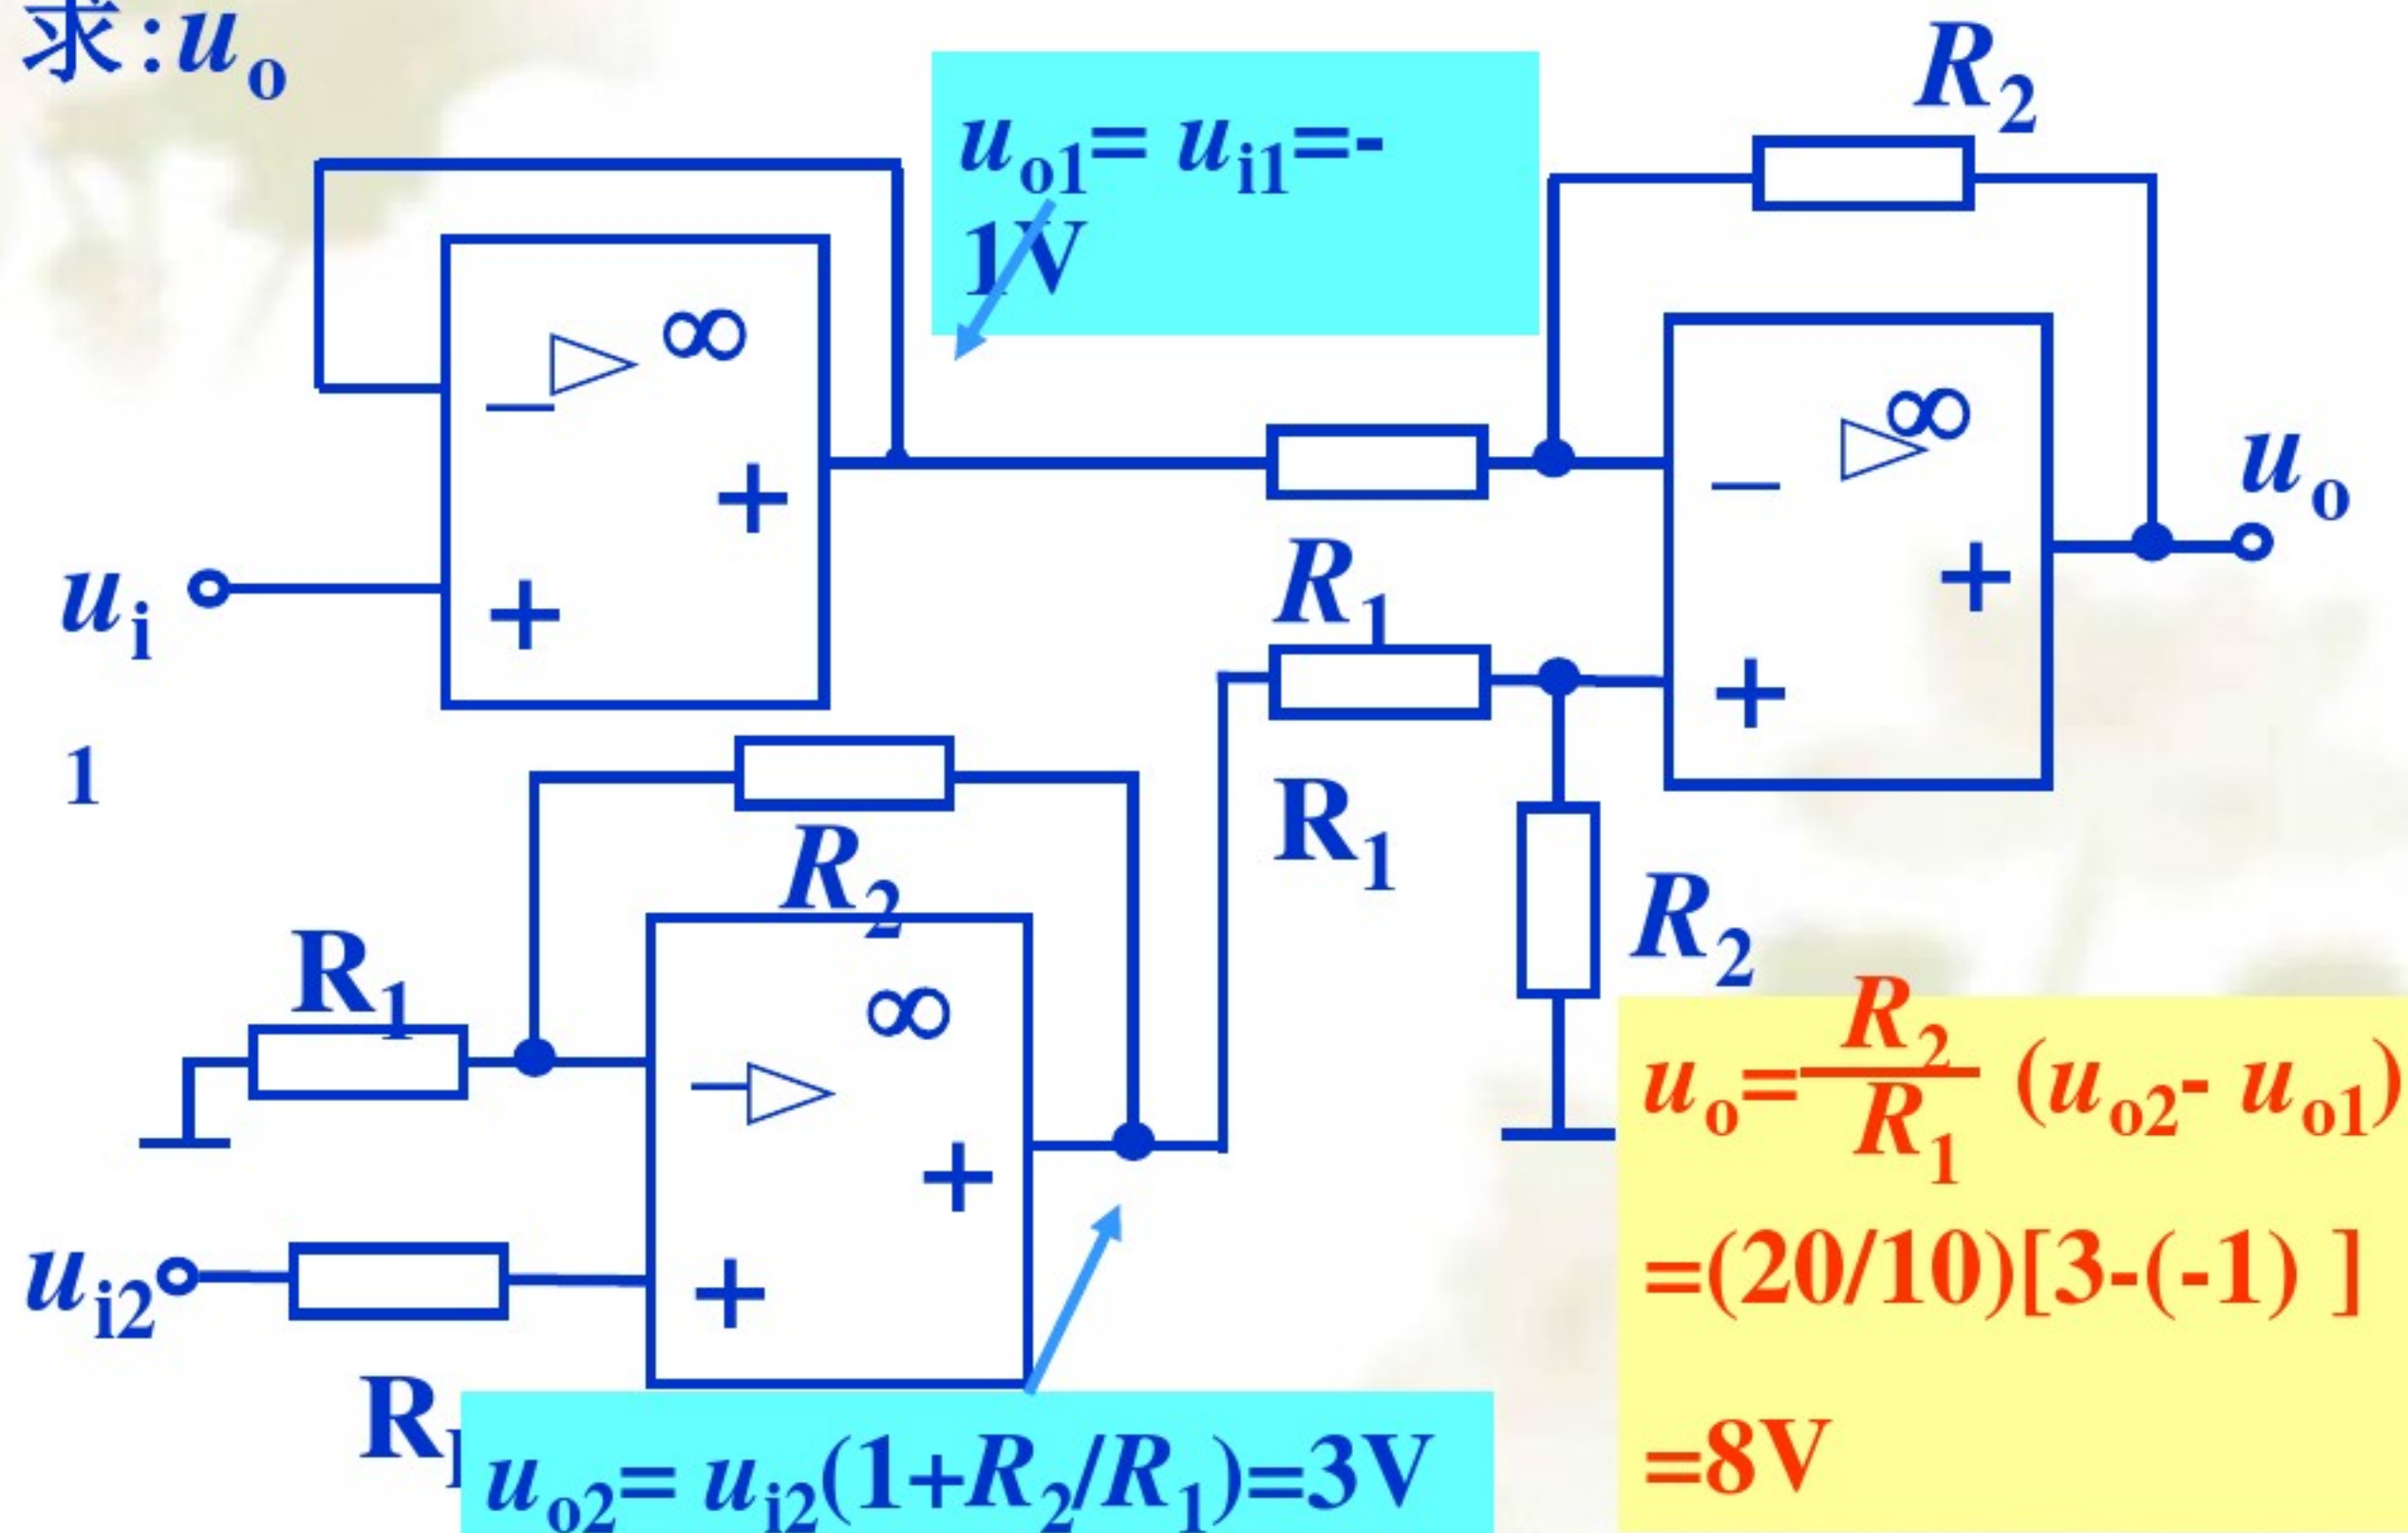 求:uo
uo1= ui1=-
1V
R2
∞
−
+
+
ui
1
∞
−
+
+
uo
R1
R1
R2
R2
R1
∞
−
+
+
ui2
R1
uo2= ui2(1+R2/R1)=3V
uo=R2/R1 (uo2- uo1)
=(20/10)[3-(-1) ]
=8V